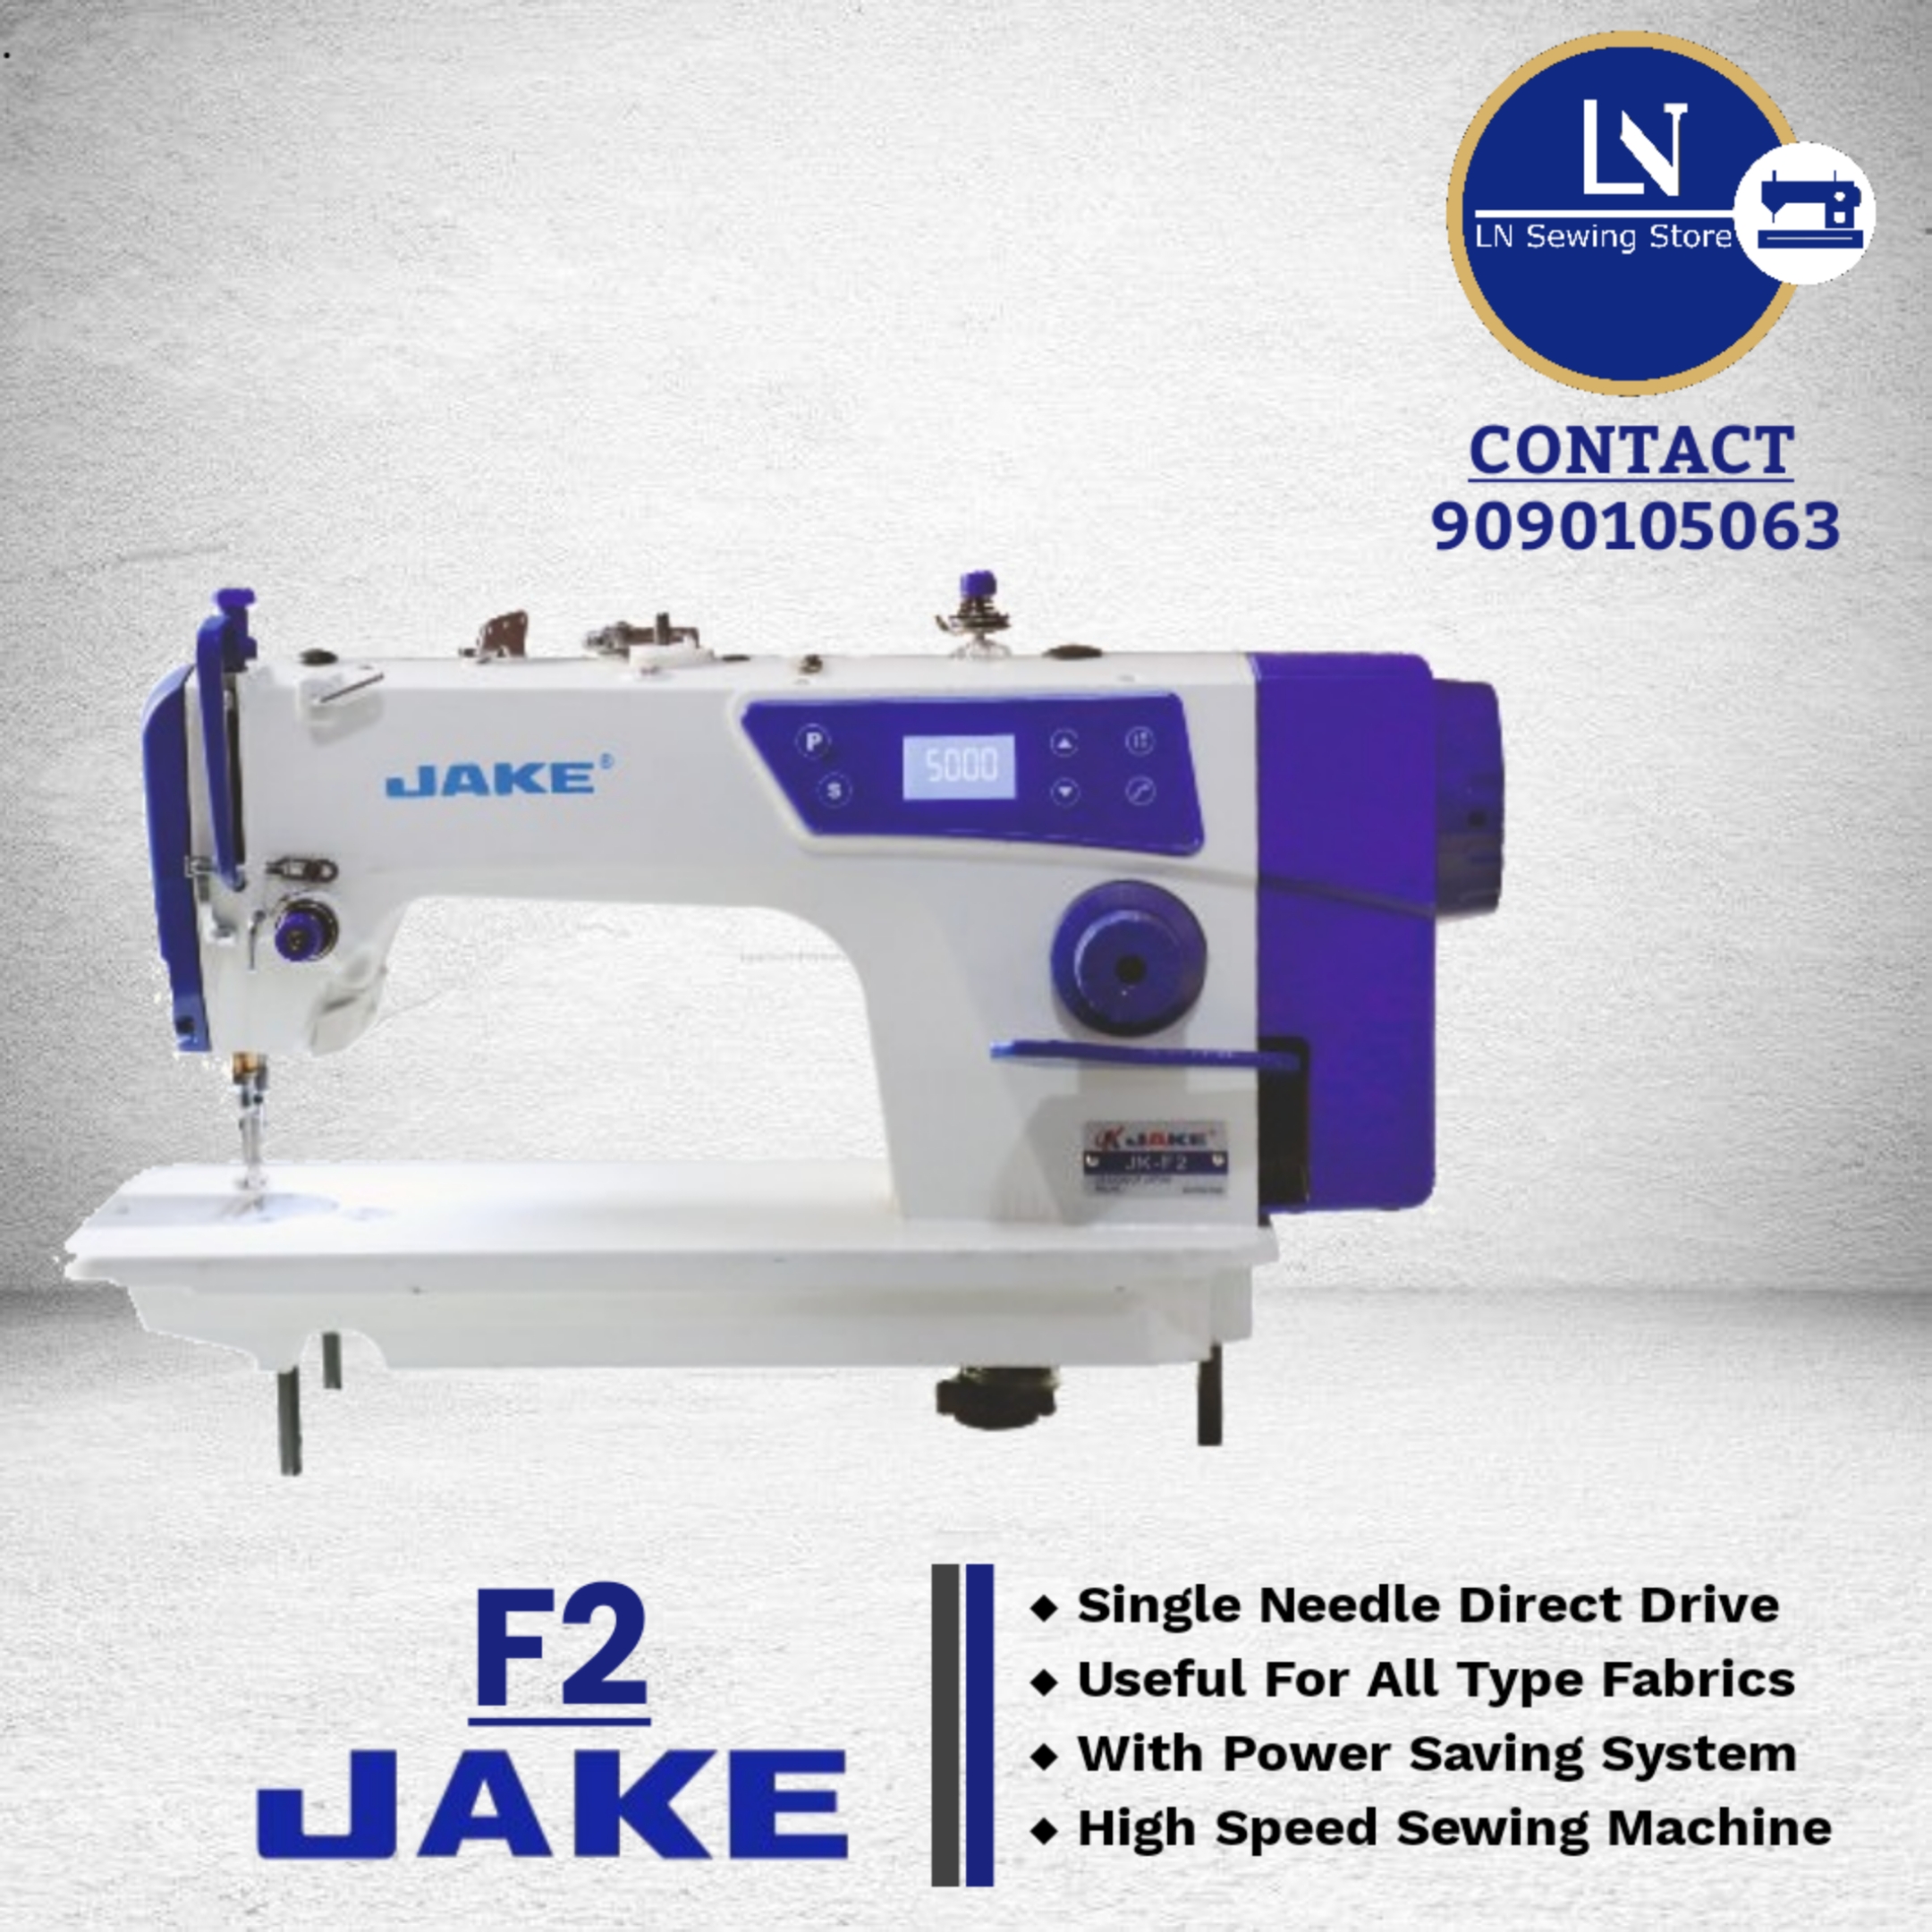 LN
LN Sewing Store
CONTACT
9090105063
JAKE®
P
5000
S
JK JAKE
JK-F2
F2
JAKE
◆ Single Needle Direct Drive
◆ Useful For All Type Fabrics
◆ With Power Saving System
◆ High Speed Sewing Machine